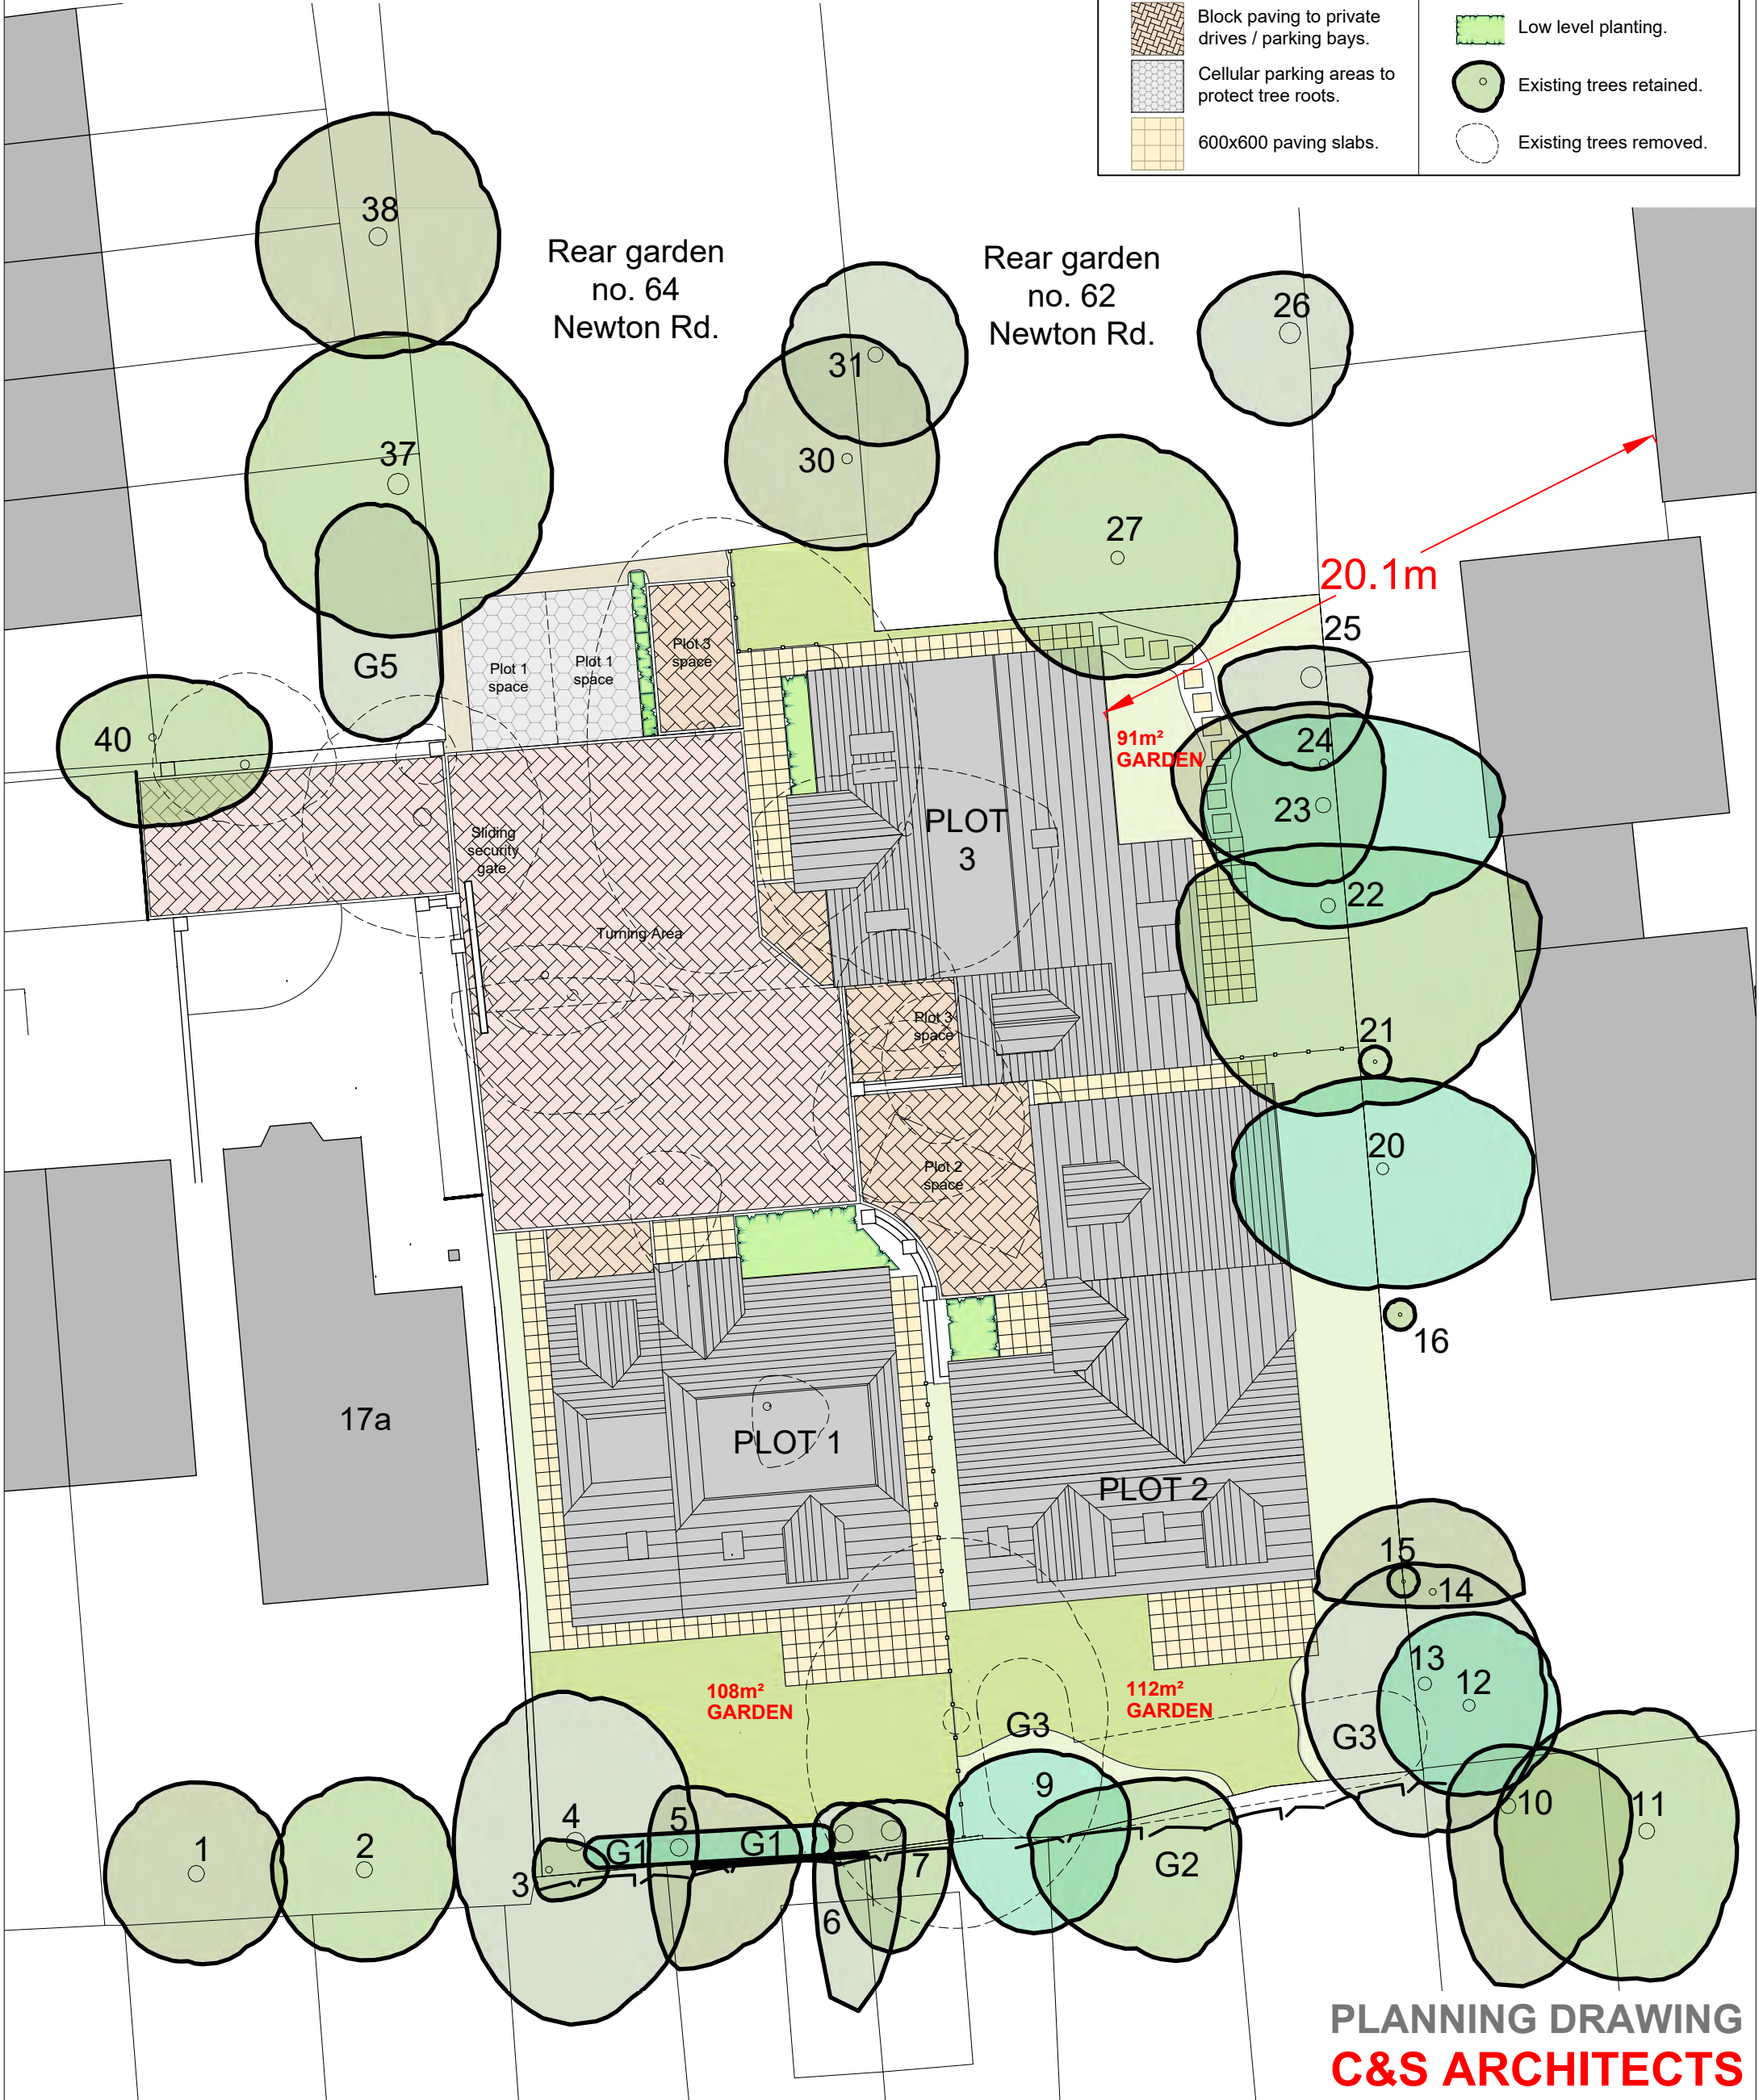 Block paving to private
drives / parking bays.
Low level planting.
Cellular parking areas to
protect tree roots.
Existing trees retained.
600x600 paving slabs.
Existing trees removed.
38
Rear garden
no. 64
Newton Rd.
Rear garden
no. 62
Newton Rd.
26
31
30
37
27
20.1m
25
G5
Plot 1
space
Plot 1
space
Plot 3
space
40
91m²
GARDEN
24
23
22
Sliding
security
gate.
PLOT
3
Turning Area
Plot 3
space
21
20
Plot 2
space
16
17a
PLOT 1
PLOT 2
15
14
13
12
108m²
GARDEN
112m²
GARDEN
G3
G3
9
10
11
1
2
3
4
G1
5
G1
6
7
G2
PLANNING DRAWING
C&S ARCHITECTS